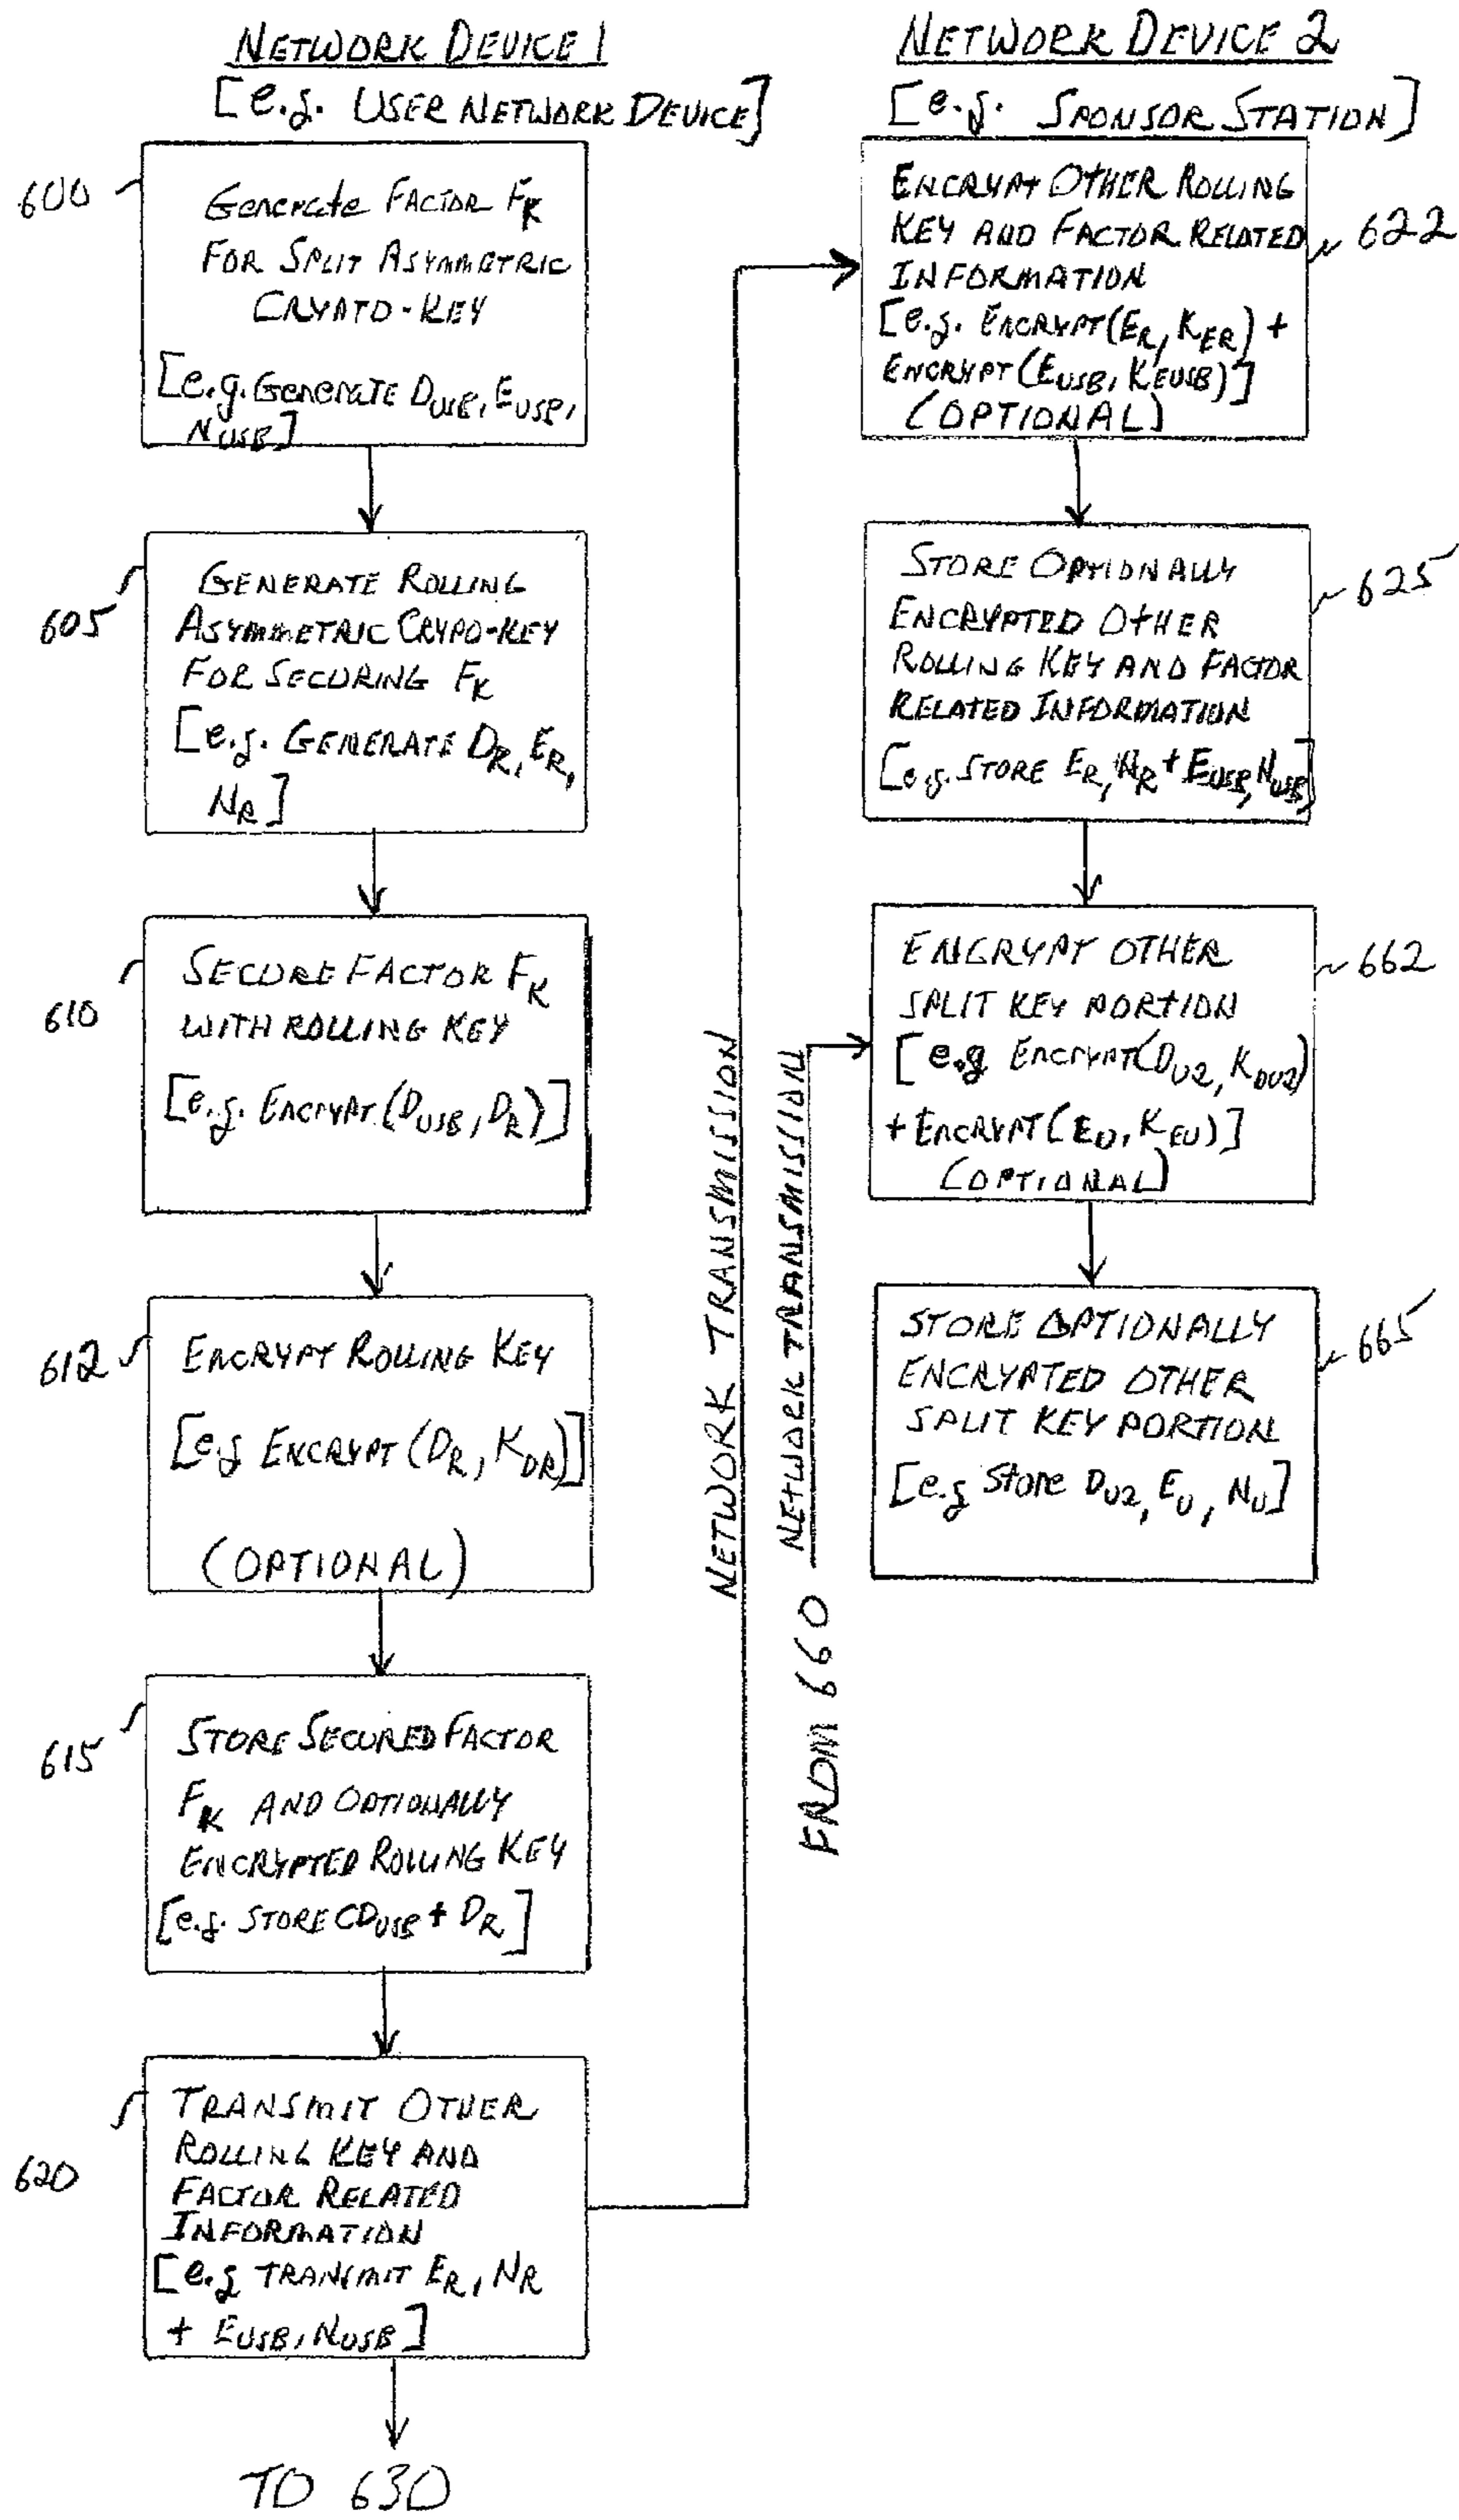 NETWORK DEVICE 1
[e.g. USER NETWORK DEVICE]
600
Generate FACTOR FK
FOR SPLIT ASYMMETRIC
CRYPTO-KEY
[e.g. Generate DUSB, EUSB,
NUSB]
605
GENERATE ROLLING
ASYMMETRIC CRYPO-KEY
FOR SECURING FK
[e.g. GENERATE DR, ER,
NR]
610
SECURE FACTOR FK
WITH ROLLING KEY
[e.g. ENCRYPT(DUSB, DR)]
612
ENCRYPT ROLLING KEY
[e.g ENCRYPT(DR, KDR)]
(OPTIONAL)
615
STORE SECURED FACTOR
FK AND OPTIONALLY
ENCRYPTED ROLLING KEY
[e.g. STORE CDUSB + DR]
620
TRANSMIT OTHER
ROLLING KEY AND
FACTOR RELATED
INFORMATION
[e.g TRANSMIT ER, NR
+ EUSB, NUSB]
TO 630
NETWORK TRANSMISSION
FROM 660 NETWORK TRANSMISSION
NETWORK DEVICE 2
[e.g. SPONSOR STATION]
622
ENCRYPT OTHER ROLLING
KEY AND FACTOR RELATED
INFORMATION
[e.g. ENCRYPT(ER, KER) +
ENCRYPT(EUSB, KEUSB)]
(OPTIONAL)
625
STORE OPTIONALLY
ENCRYPTED OTHER
ROLLING KEY AND FACTOR
RELATED INFORMATION
[e.g. STORE ER, NR + EUSB, NUSB]
662
ENCRYPT OTHER
SPLIT KEY PORTION
[e.g ENCRYPT(DU2, KDU2)
+ ENCRYPT(EU, KEU)]
(OPTIONAL)
665
STORE OPTIONALLY
ENCRYPTED OTHER
SPLIT KEY PORTION
[e.g Store DU2, EU, NU]